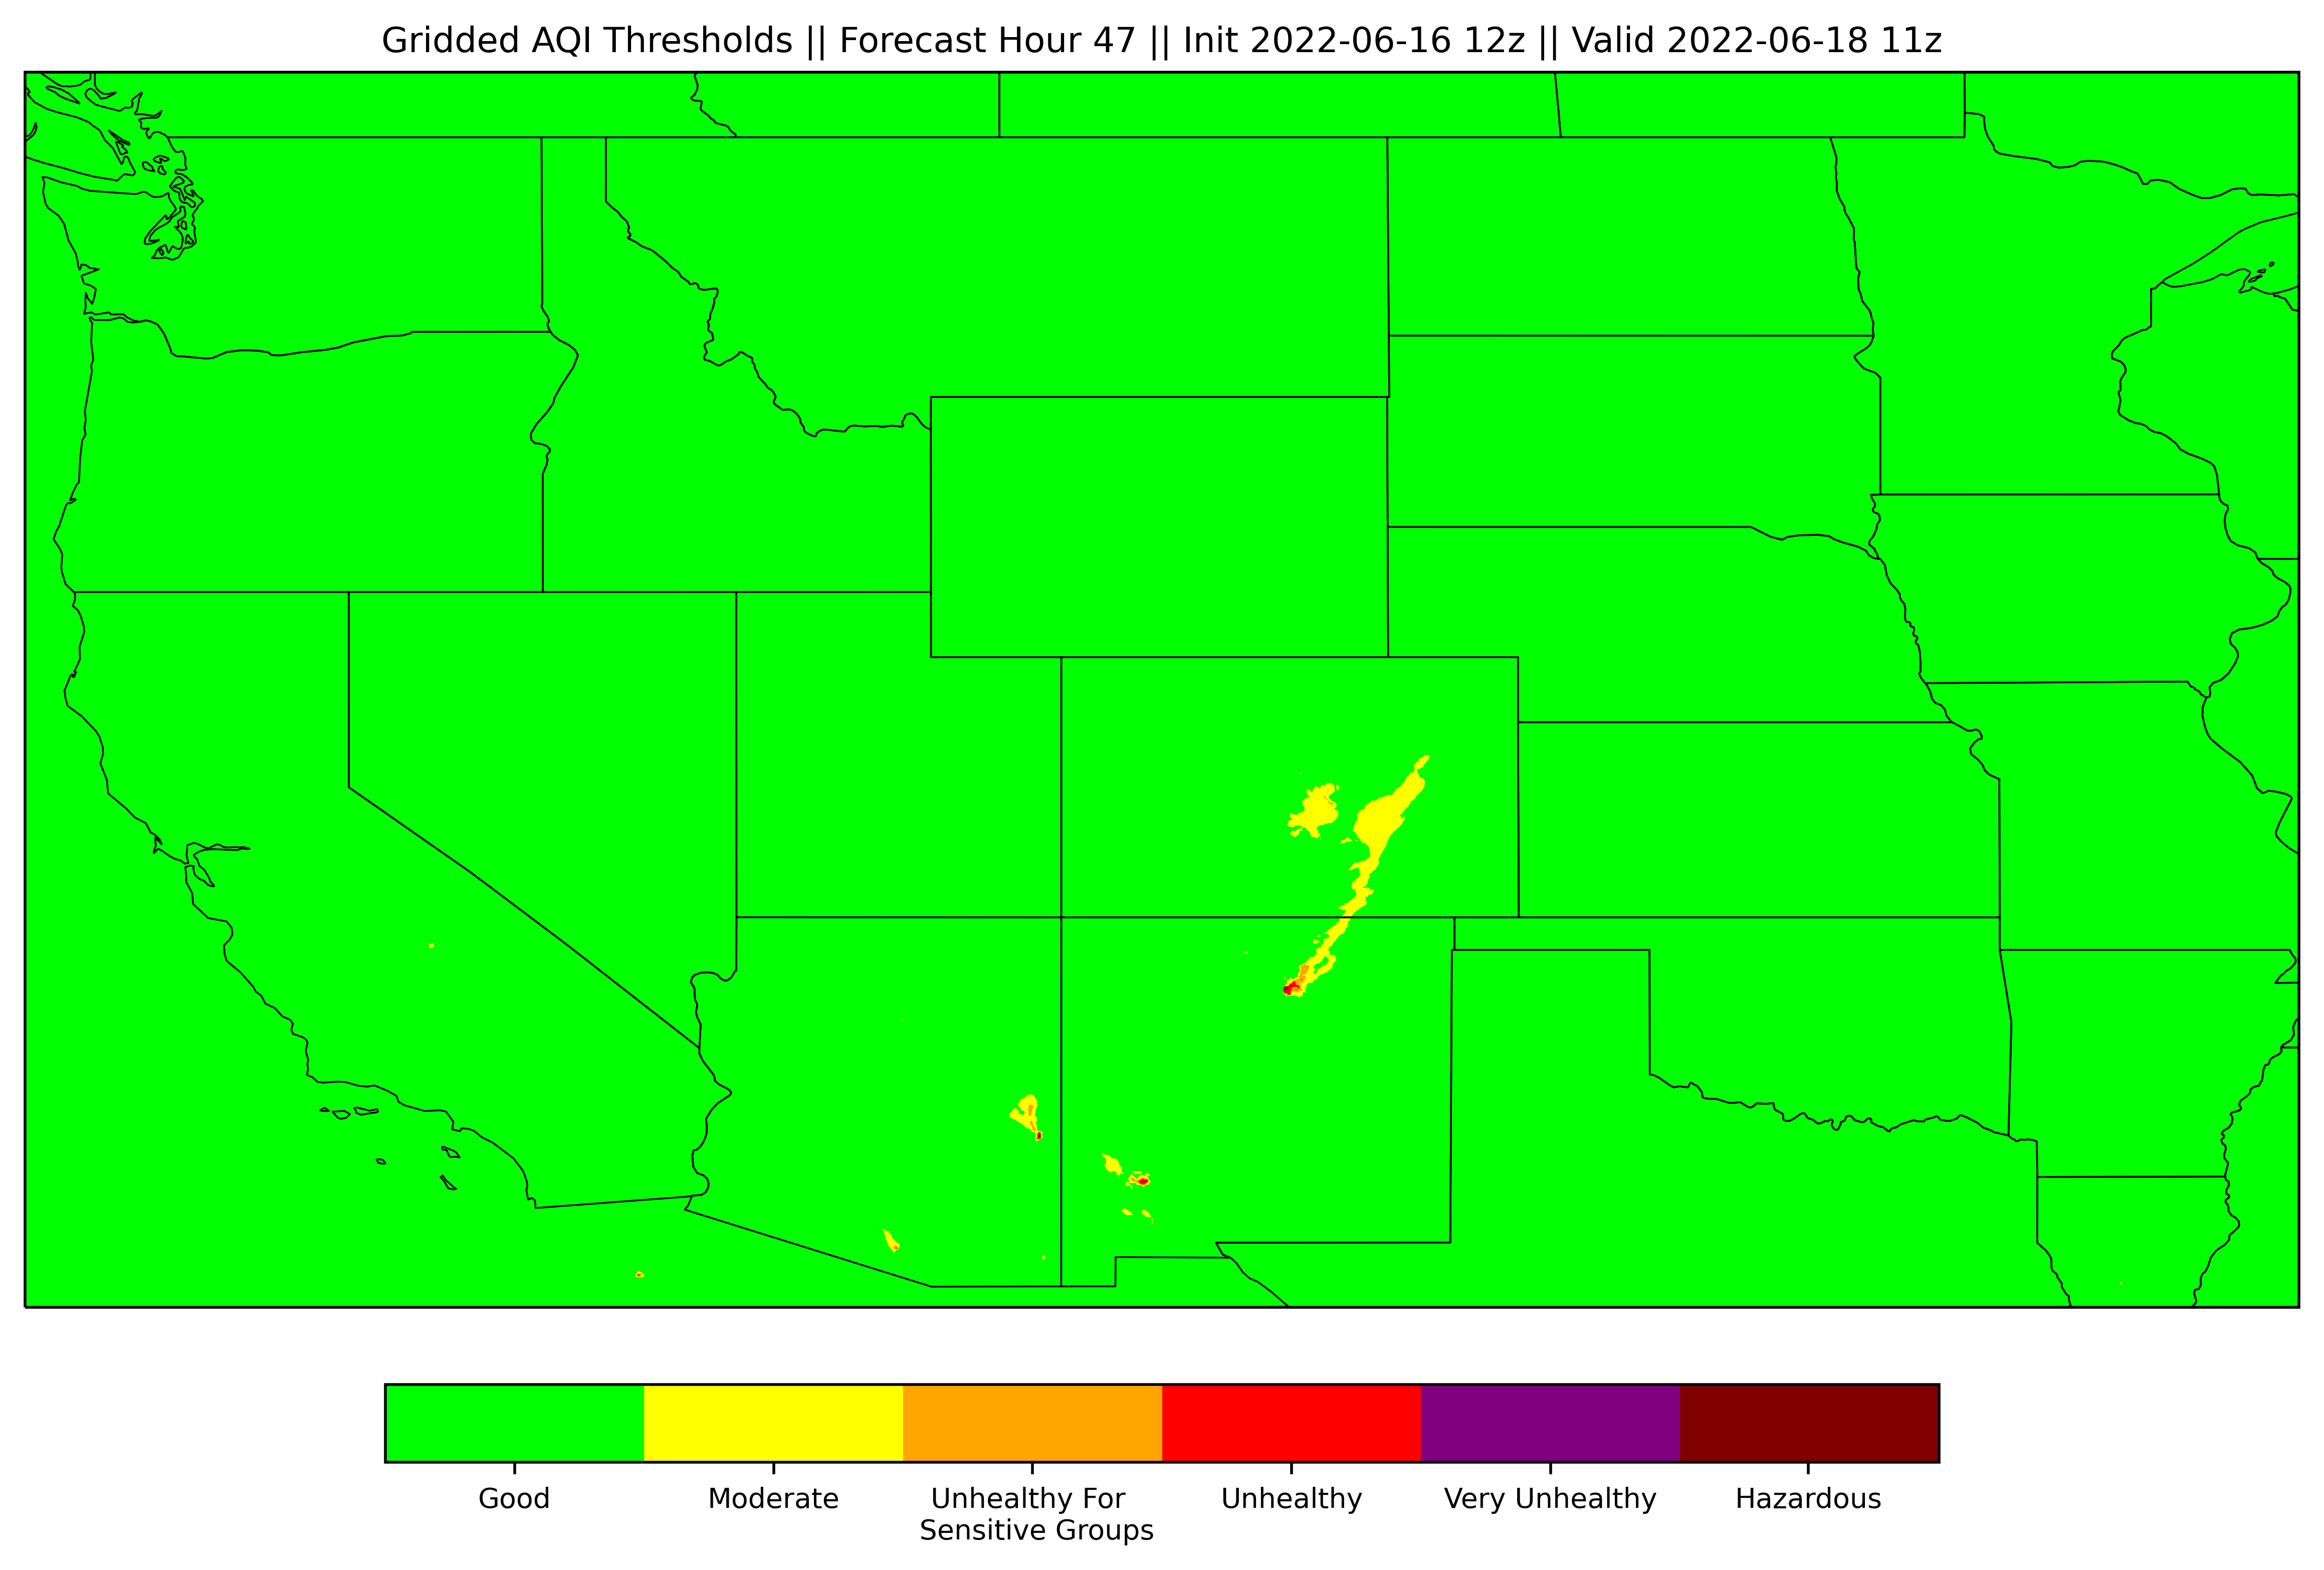 Gridded AQI Thresholds || Forecast Hour 47 || Init 2022-06-16 12z || Valid 2022-06-18 11z
Good
Moderate
Unhealthy For
Sensitive Groups
Unhealthy
Very Unhealthy
Hazardous